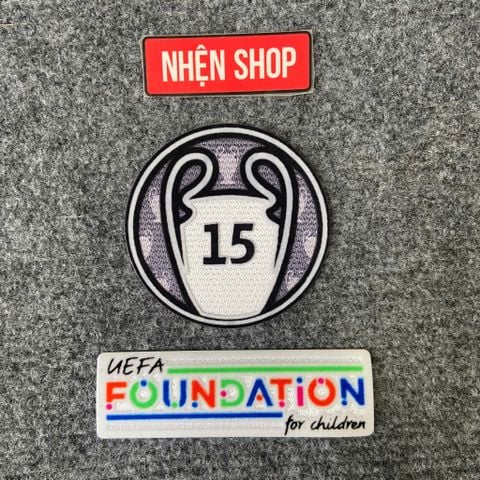 NHỆN SHOP
15
UEFA
FOUNDATION
for children